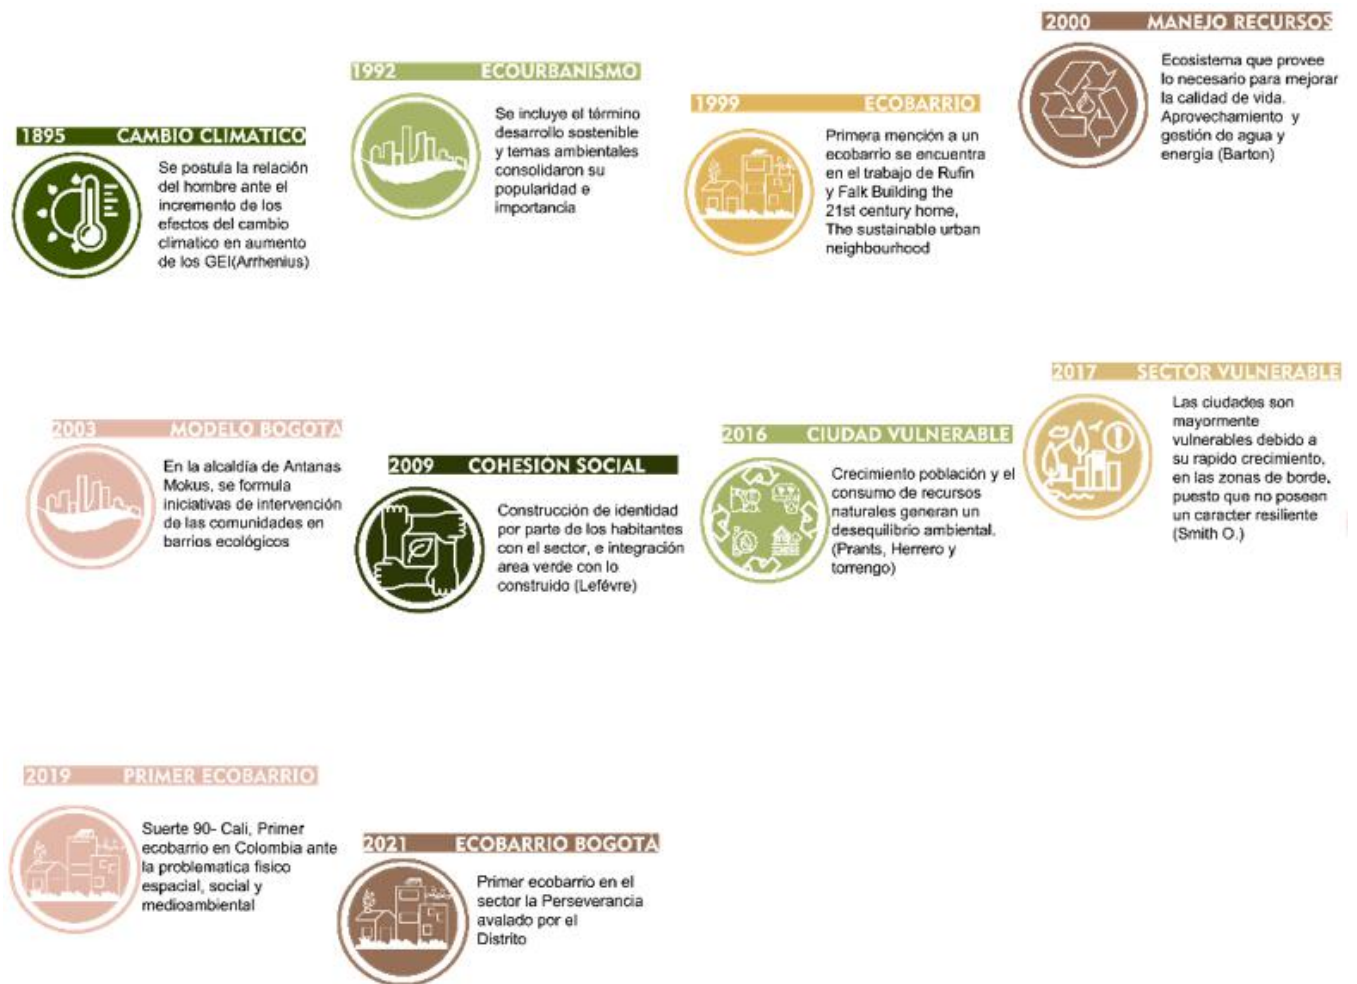 1895 CAMBIO CLIMATICO
Se postula la relación
del hombre ante el
incremento de los
efectos del cambio
climatico en aumento
de los GEI(Arrhenius)
1992 ECOURBANISMO
Se incluye el término
desarrollo sostenible
y temas ambientales
consolidaron su
popularidad e
importancia
1999 ECOBARRIO
Primera mención a un
ecobarrio se encuentra
en el trabajo de Rufin
y Falk Building the
21st century home,
The sustainable urban
neighbourhood
2000 MANEJO RECURSOS
Ecosistema que provee
lo necesario para mejorar
la calidad de vida.
Aprovechamiento y
gestión de agua y
energia (Barton)
2003 MODELO BOGOTA
En la alcaldía de Antanas
Mokus, se formula
iniciativas de intervención
de las comunidades en
barrios ecológicos
2009 COHESIÓN SOCIAL
Construcción de identidad
por parte de los habitantes
con el sector, e integración
area verde con lo
construido (Lefévre)
2016 CIUDAD VULNERABLE
Crecimiento población y el
consumo de recursos
naturales generan un
desequilibrio ambiental.
(Prants, Herrero y
torrengo)
2017 SECTOR VULNERABLE
Las ciudades son
mayormente
vulnerables debido a
su rapido crecimiento,
en las zonas de borde,
puesto que no poseen
un caracter resiliente
(Smith O.)
2019 PRIMER ECOBARRIO
Suerte 90- Cali, Primer
ecobarrio en Colombia ante
la problematica fisico
espacial, social y
medioambiental
2021 ECOBARRIO BOGOTÁ
Primer ecobarrio en el
sector la Perseverancia
avalado por el
Distrito